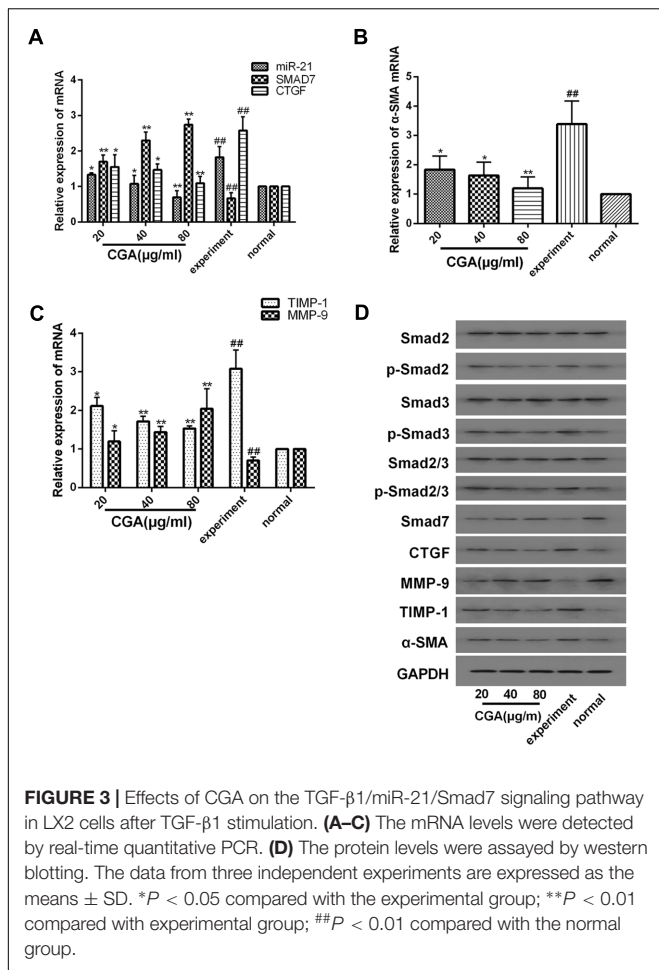 A
Relative expression of mRNA
4
3
2
1
0
miR-21
SMAD7
CTGF
* ** *
* ** *
** ** **
## ## ##
20
40
80
experiment
normal
CGA(μg/ml)
B
Relative expression of α-SMA mRNA
5
4
3
2
1
0
*
*
**
##
20
40
80
experiment
normal
CGA(μg/ml)
C
Relative expression of mRNA
4
3
2
1
0
TIMP-1
MMP-9
* *
** **
** **
## ##
20
40
80
experiment
normal
CGA(μg/ml)
D
Smad2
p-Smad2
Smad3
p-Smad3
Smad2/3
p-Smad2/3
Smad7
CTGF
MMP-9
TIMP-1
α-SMA
GAPDH
20 40 80 experiment normal
CGA(μg/m)
FIGURE 3 | Effects of CGA on the TGF-β1/miR-21/Smad7 signaling pathway
in LX2 cells after TGF-β1 stimulation. (A–C) The mRNA levels were detected
by real-time quantitative PCR. (D) The protein levels were assayed by western
blotting. The data from three independent experiments are expressed as the
means ± SD. *P < 0.05 compared with the experimental group; **P < 0.01
compared with experimental group; ##P < 0.01 compared with the normal
group.